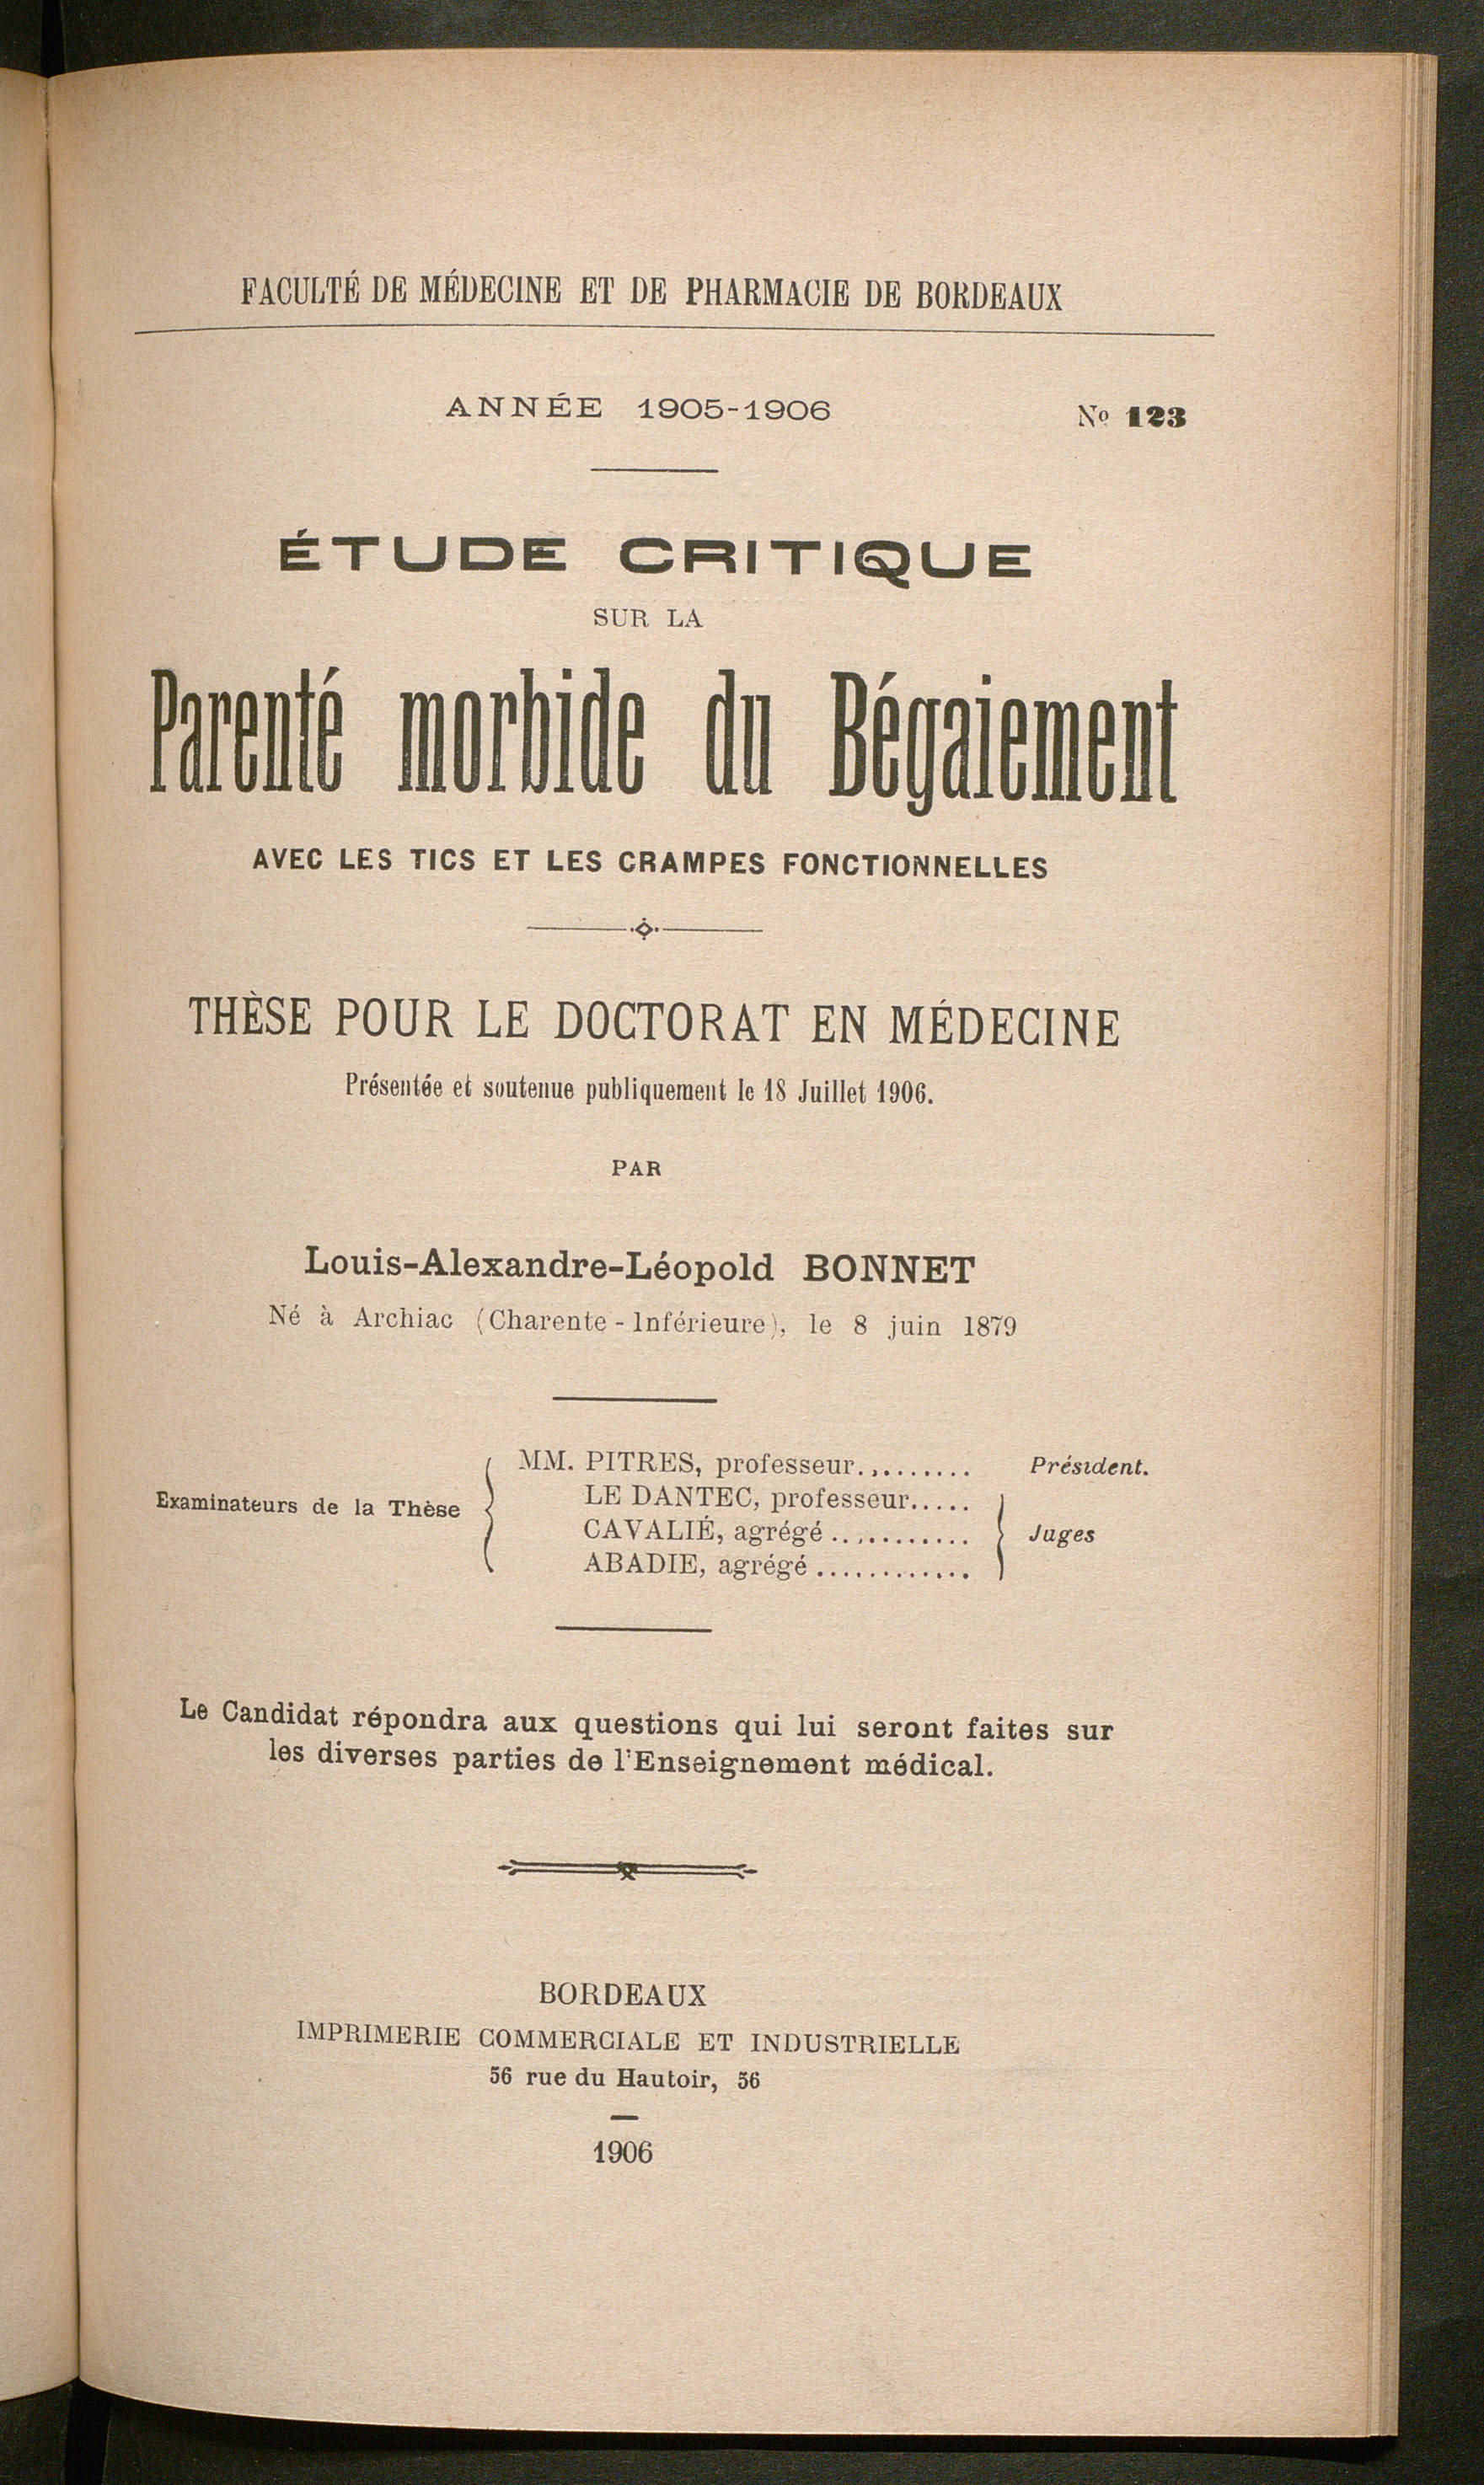 FACULTÉ DE MÉDECINE ET DE PHARMACIE DE BORDEAUX
ANNÉE 1905-1906 Nº 123
ÉTUDE CRITIQUE
SUR LA
Parenté morbide du Bégaiement
AVEC LES TICS ET LES CRAMPES FONCTIONNELLES
THÈSE POUR LE DOCTORAT EN MÉDECINE
Présentée et soutenue publiquement le 18 Juillet 1906.
PAR
Louis-Alexandre-Léopold BONNET
Né à Archiac (Charente-Inférieure), le 8 juin 1879
Examinateurs de la Thèse
MM. PITRES, professeur.......... Président.
LE DANTEC, professeur.....
CAVALIÉ, agrégé ...........
ABADIE, agrégé ............
Juges
Le Candidat répondra aux questions qui lui seront faites sur
les diverses parties de l'Enseignement médical.
BORDEAUX
IMPRIMERIE COMMERCIALE ET INDUSTRIELLE
56 rue du Hautoir, 56
1906